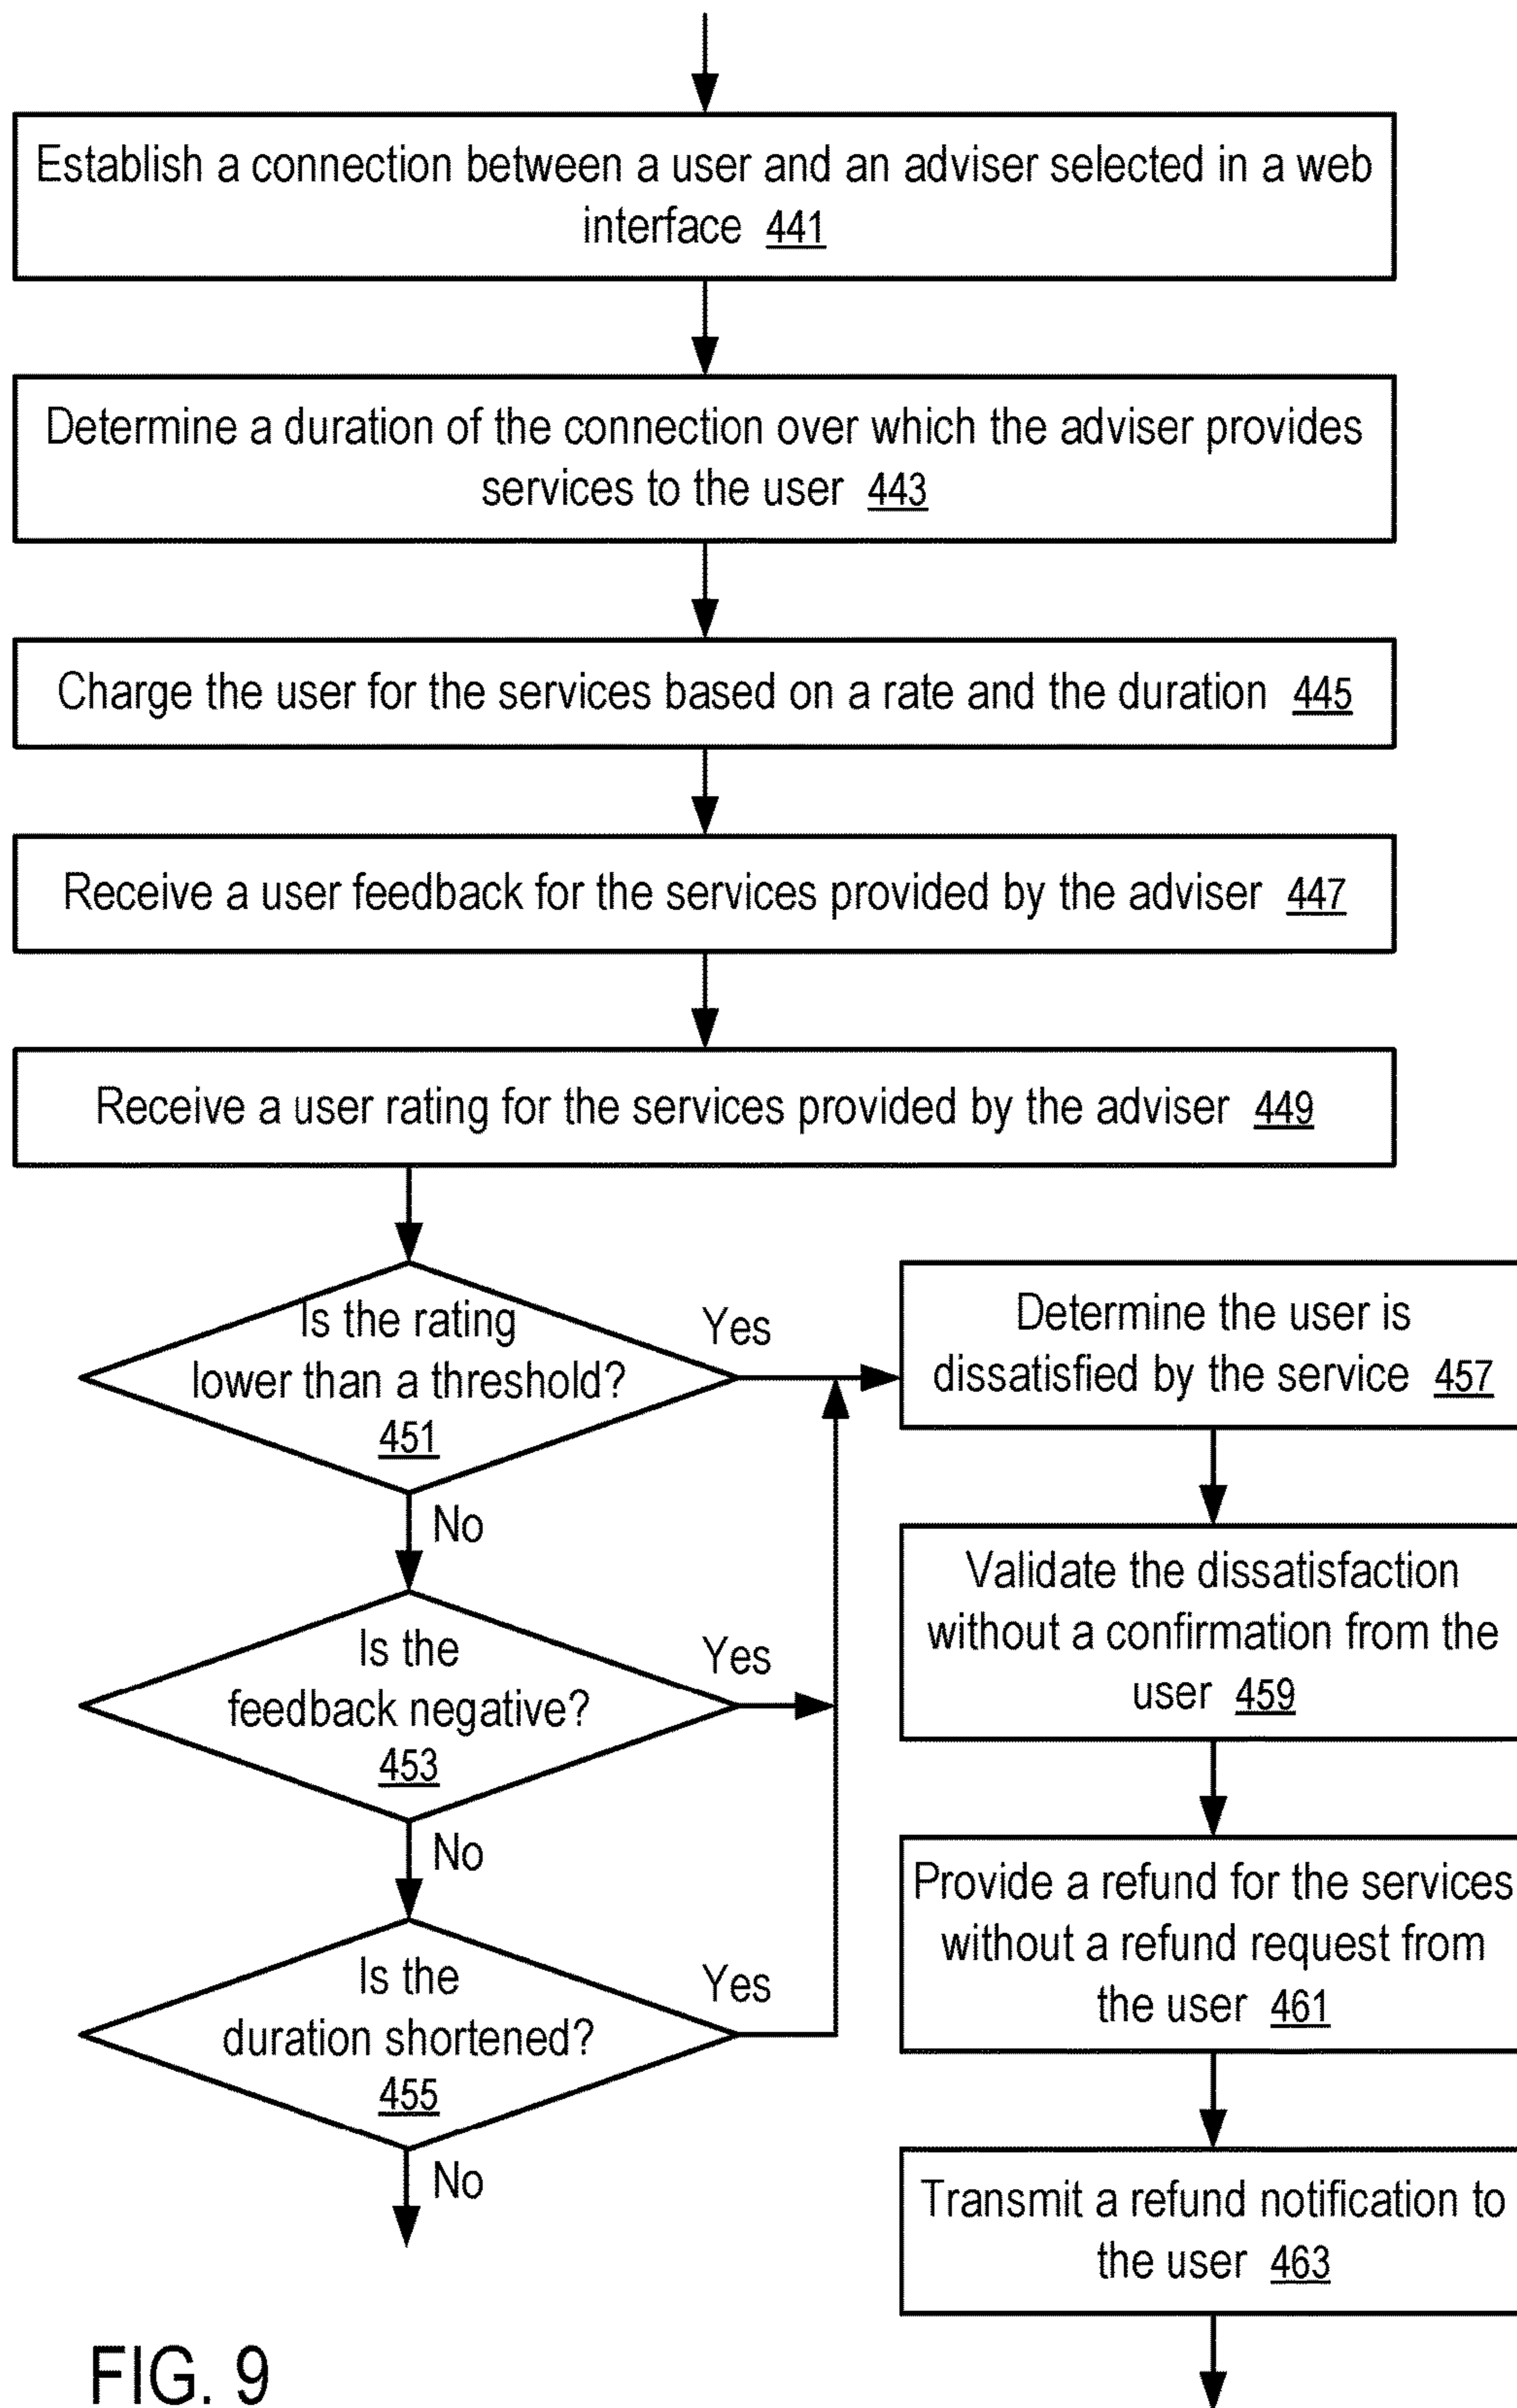 Establish a connection between a user and an adviser selected in a web
interface 441
Determine a duration of the connection over which the adviser provides
services to the user 443
Charge the user for the services based on a rate and the duration 445
Receive a user feedback for the services provided by the adviser 447
Receive a user rating for the services provided by the adviser 449
Is the rating
lower than a threshold?
451
Yes
No
Is the
feedback negative?
453
Yes
No
Is the
duration shortened?
455
Yes
No
Determine the user is
dissatisfied by the service 457
Validate the dissatisfaction
without a confirmation from the
user 459
Provide a refund for the services
without a refund request from
the user 461
Transmit a refund notification to
the user 463
FIG. 9